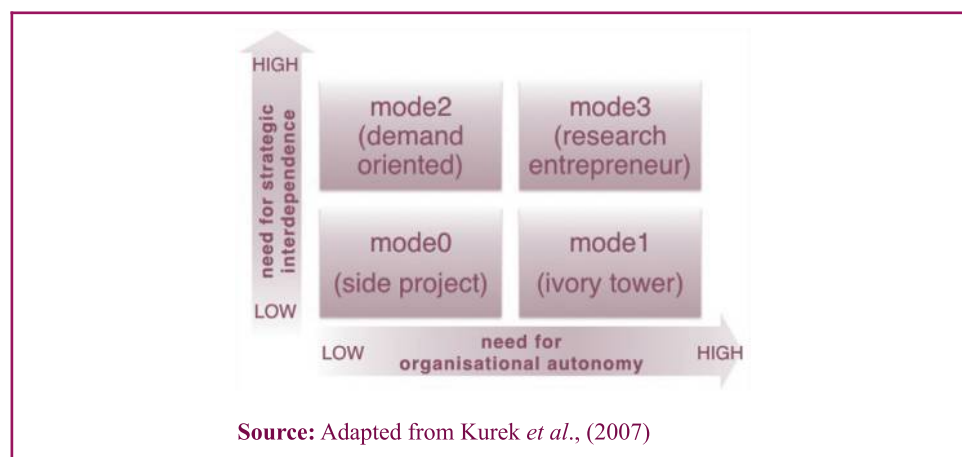 HIGH
need for strategic
interdependence
LOW
mode2
(demand
oriented)
mode3
(research
entrepreneur)
mode0
(side project)
mode1
(ivory tower)
LOW
need for
organisational autonomy
HIGH
Source: Adapted from Kurek et al., (2007)